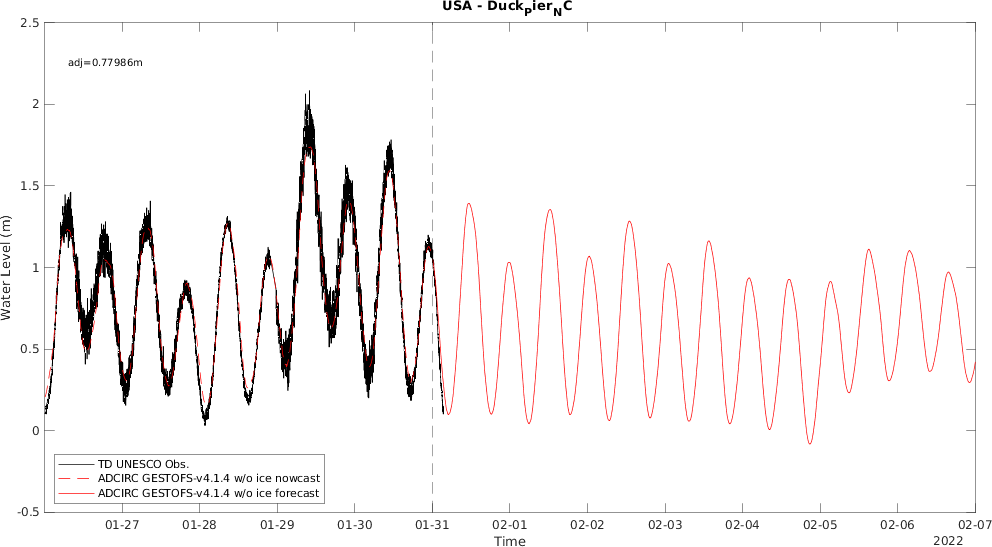 USA - Duck_Pier_NC
adj=0.77986m
2.5
2
1.5
1
0.5
0
-0.5
Water Level (m)
TD UNESCO Obs.
ADCIRC GESTOFS-v4.1.4 w/o ice nowcast
ADCIRC GESTOFS-v4.1.4 w/o ice forecast
01-27 01-28 01-29 01-30 01-31 02-01 02-02 02-03 02-04 02-05 02-06 02-07
Time
2022